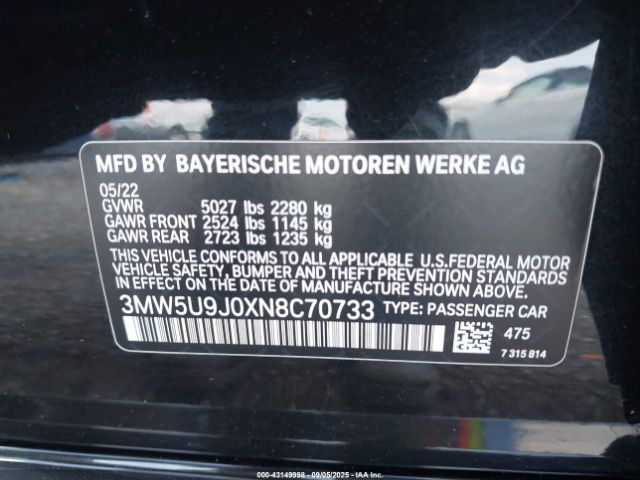 MFD BY BAYERISCHE MOTOREN WERKE AG
05/22
GVWR 5027 lbs 2280 kg
GAWR FRONT 2524 lbs 1145 kg
GAWR REAR 2723 lbs 1235 kg
THIS VEHICLE CONFORMS TO ALL APPLICABLE U.S.FEDERAL MOTOR
VEHICLE SAFETY, BUMPER AND THEFT PREVENTION STANDARDS
IN EFFECT ON THE DATE OF MANUFACTURE SHOWN ABOVE.
3MW5U9J0XN8C70733 TYPE: PASSENGER CAR
475
7 315 814
000-43149998 - 09/05/2025 - IAA Inc.